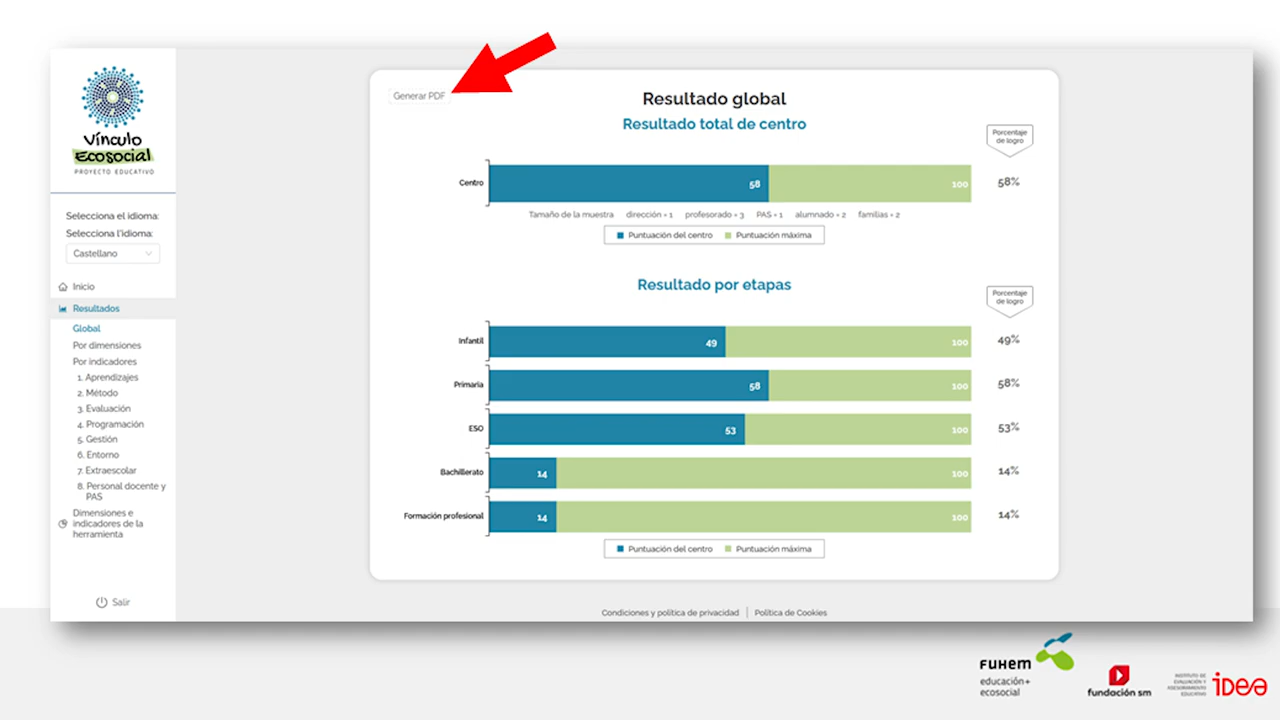 Vínculo
Ecosocial
PROYECTO EDUCATIVO
Selecciona el idioma:
Selecciona l'idioma:
Castellano
Inicio
Resultados
Global
Por dimensiones
Por indicadores
1. Aprendizajes
2. Método
3. Evaluación
4. Programación
5. Gestión
6. Entorno
7. Extraescolar
8. Personal docente y
PAS
Dimensiones e
indicadores de la
herramienta
Salir
Generar PDF
Resultado global
Resultado total de centro
Porcentaje
de logro
Centro 58 100 58%
Tamaño de la muestra dirección = 1 profesorado = 3 PAS = 1 alumnado = 2 familias = 2
Puntuación del centro Puntuación máxima
Resultado por etapas
Porcentaje
de logro
Infantil 49 100 49%
Primaria 58 100 58%
ESO 53 100 53%
Bachillerato 14 100 14%
Formación profesional 14 100 14%
Puntuación del centro Puntuación máxima
Condiciones y política de privacidad | Política de Cookies
FUHEM
educación+
ecosocial
fundación sm
INSTITUTO DE
EVALUACIÓN Y
ASESORAMIENTO
EDUCATIVO
idea